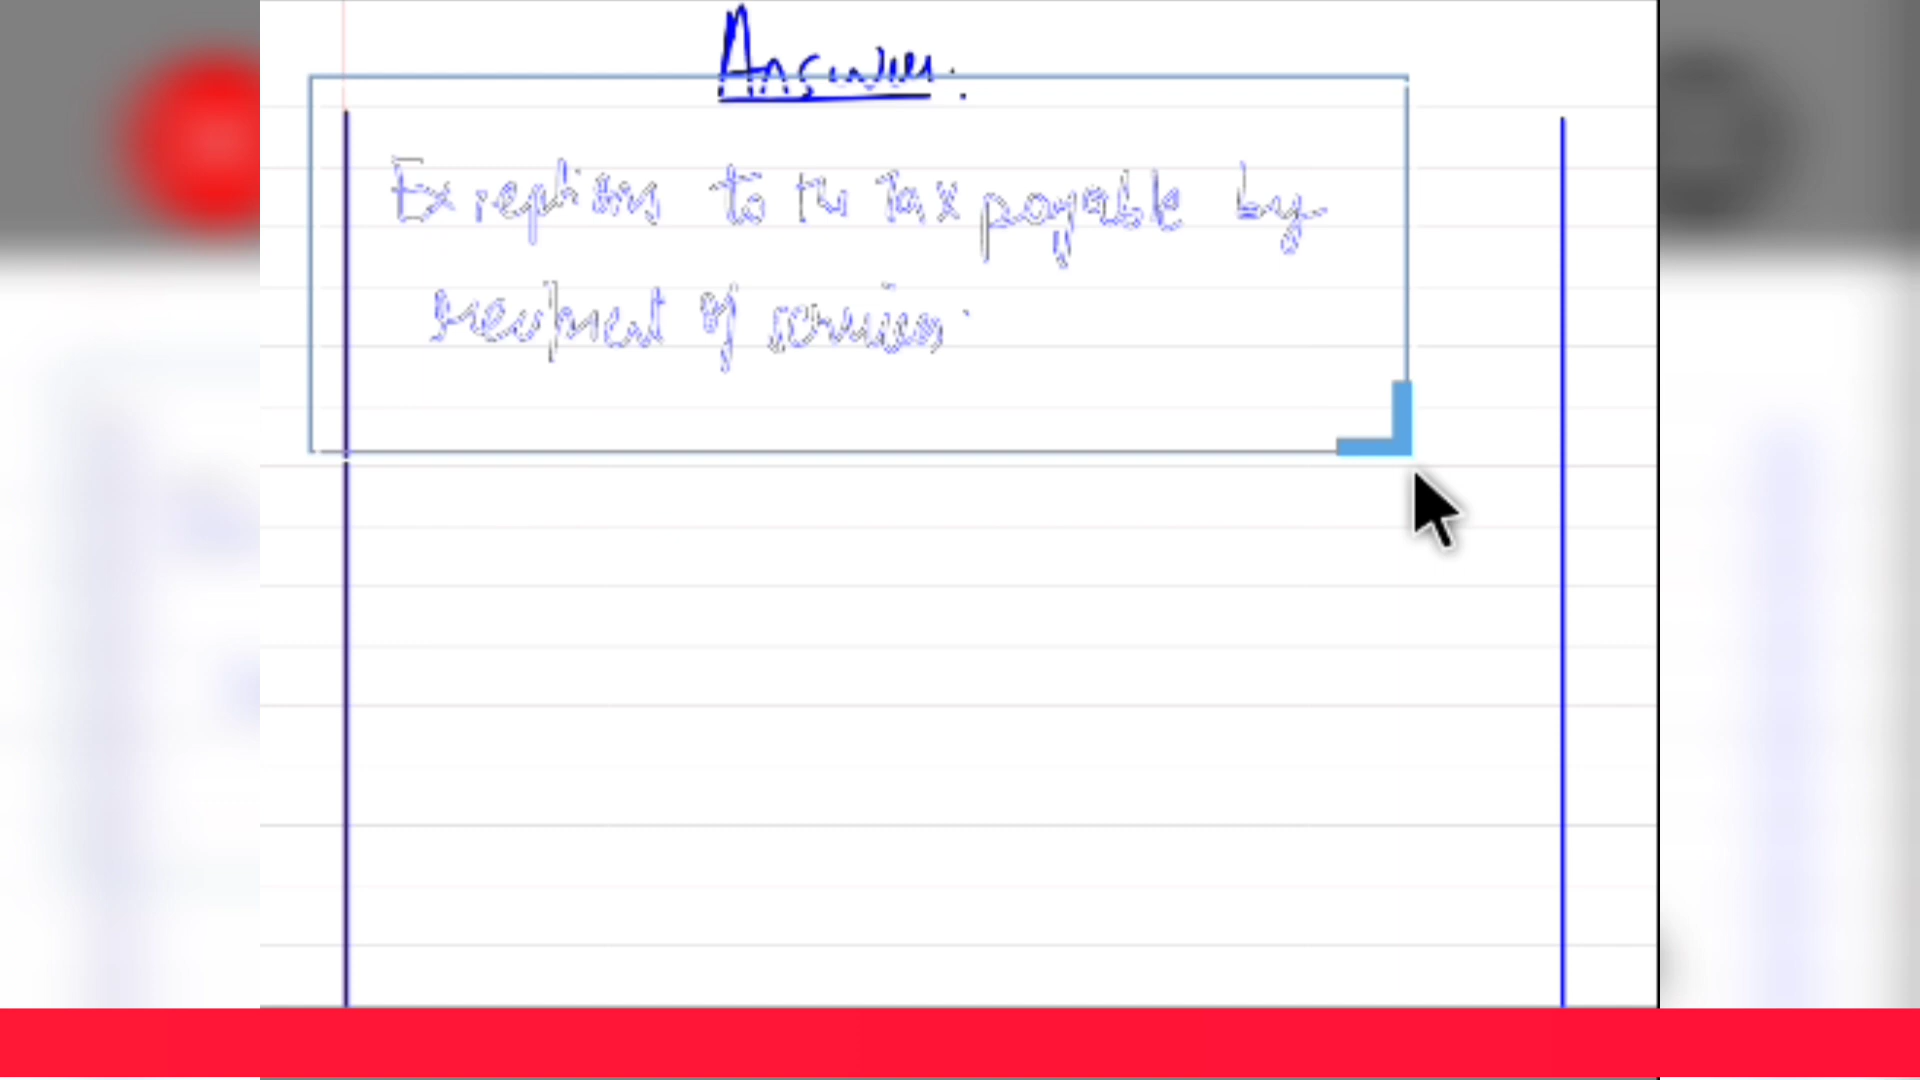 Answer:
Exceptions to the Tax payable by
recipient of services.